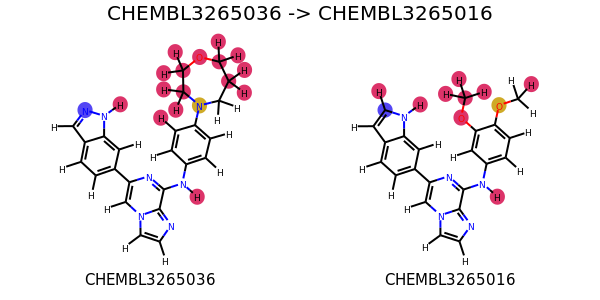 CHEMBL3265036 -> CHEMBL3265016
H H O H H H H H H H N H H
N H N H H H H H H H N H H N H N N N H H H
CHEMBL3265036
H H H H O O H H H
H N H N H H H H H H N H H N H N N N H H
CHEMBL3265016